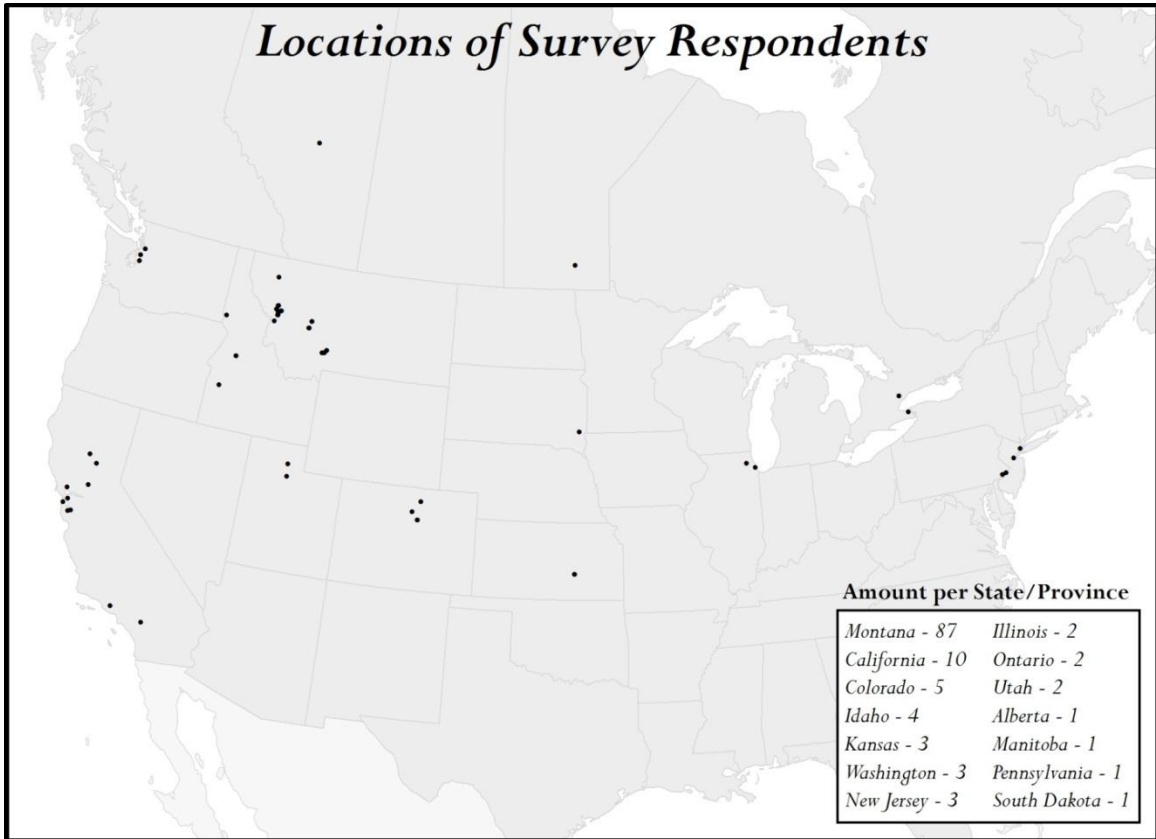 Locations of Survey Respondents
Amount per State/Province
Montana - 87
California - 10
Colorado - 5
Idaho - 4
Kansas - 3
Washington - 3
New Jersey - 3
Illinois - 2
Ontario - 2
Utah - 2
Alberta - 1
Manitoba - 1
Pennsylvania - 1
South Dakota - 1